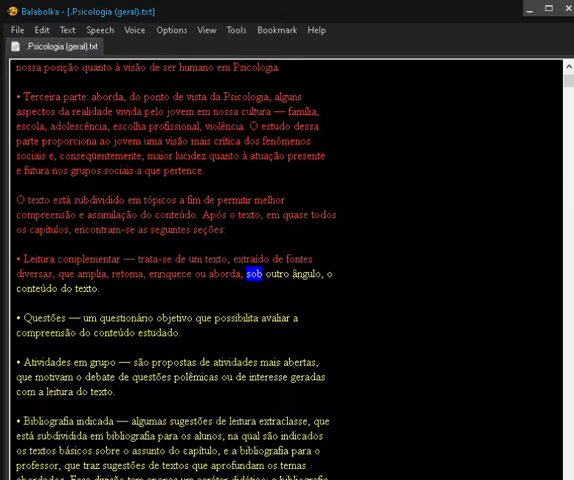 Balabolka - [.Psicologia (geral).txt]
File Edit Text Speech Voice Options View Tools Bookmark Help
.Psicologia (geral).txt
nossa posição quanto à visão de ser humano em Psicologia.
• Terceira parte: aborda, do ponto de vista da Psicologia, alguns
aspectos da realidade vivida pelo jovem em nossa cultura — família,
escola, adolescência, escolha profissional, violência. O estudo dessa
parte proporciona ao jovem uma visão mais crítica dos fenômenos
sociais e, conseqüentemente, maior lucidez quanto à atuação presente
e futura nos grupos sociais a que pertence.
O texto está subdividido em tópicos a fim de permitir melhor
compreensão e assimilação do conteúdo. Após o texto, em quase todos
os capítulos, encontram-se as seguintes seções:
• Leitura complementar — trata-se de um texto, extraído de fontes
diversas, que amplia, retoma, enriquece ou aborda, sob outro ângulo, o
conteúdo do texto.
• Questões — um questionário objetivo que possibilita avaliar a
compreensão do conteúdo estudado.
• Atividades em grupo — são propostas de atividades mais abertas,
que motivam o debate de questões polêmicas ou de interesse geradas
com a leitura do texto.
• Bibliografia indicada — algumas sugestões de leitura extraclasse, que
está subdividida em bibliografia para os alunos, na qual são indicados
os textos básicos sobre o assunto do capítulo, e a bibliografia para o
professor, que traz sugestões de textos que aprofundam os temas
abordados. Essa divisão tem apenas um caráter didático: a bibliografia